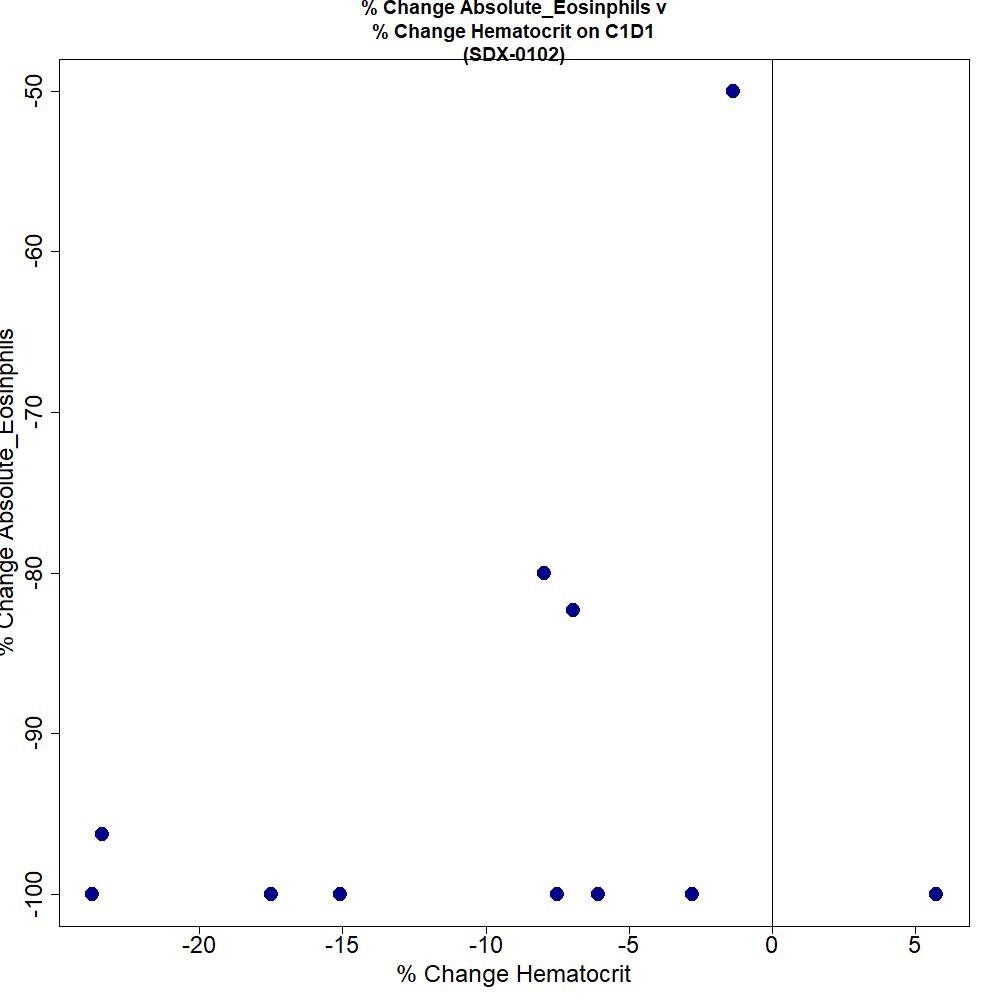 % Change Absolute_Eosinphils v
% Change Hematocrit on C1D1
(SDX-0102)
% Change Absolute_Eosinphils
-50
-60
-70
-80
-90
-100
-20
-15
-10
-5
0
5
% Change Hematocrit